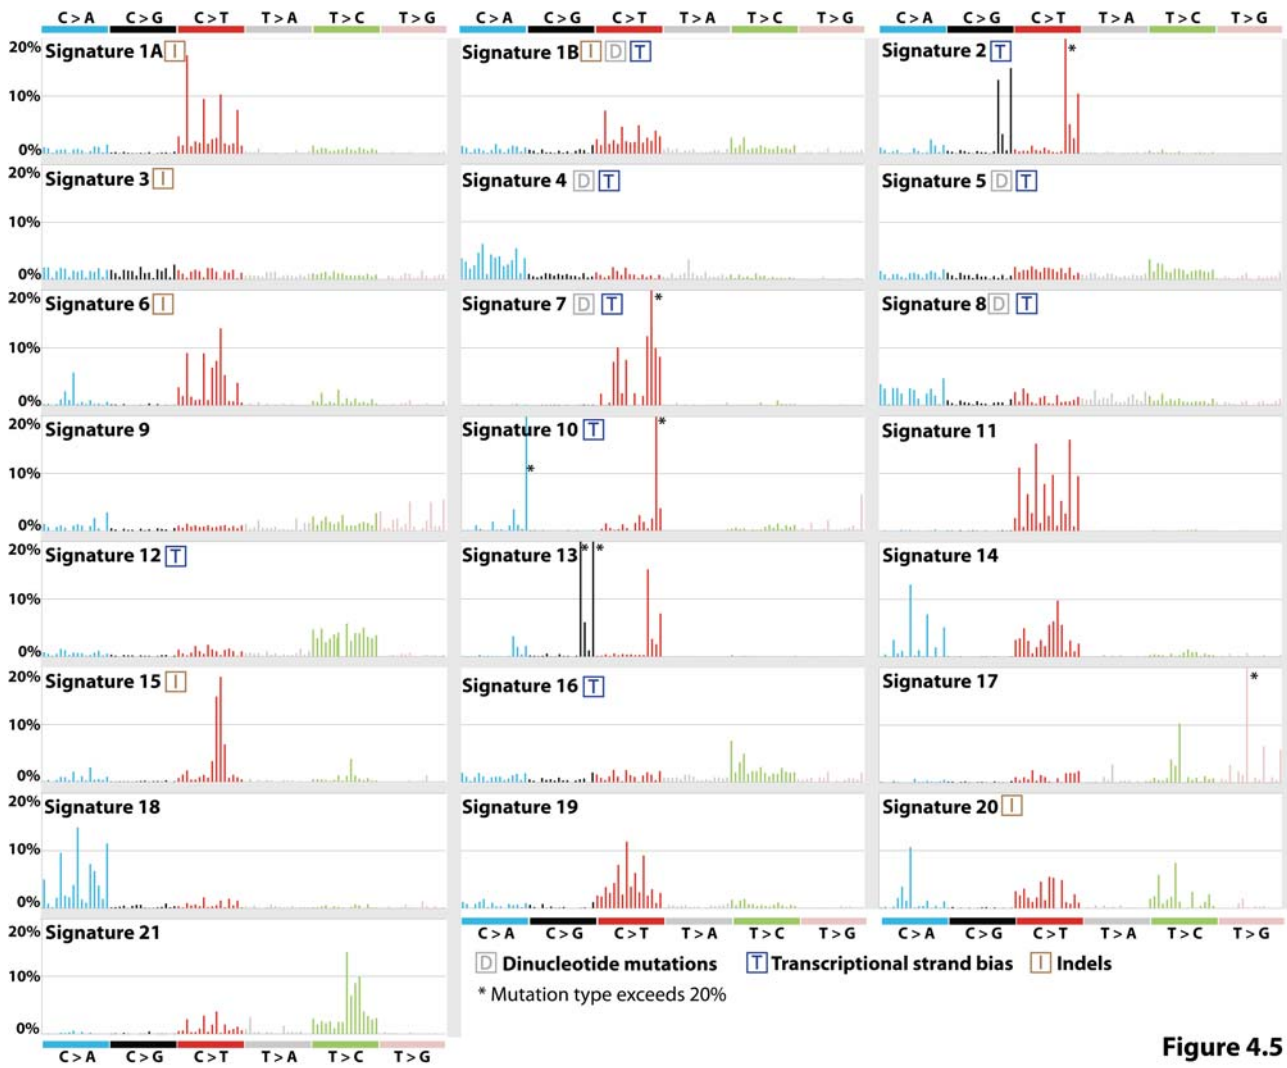 C > A C > G C > T T > A T > C T > G C > A C > G C > T T > A T > C T > G C > A C > G C > T T > A T > C T > G
20% Signature 1A I Signature 1B I D T Signature 2 T *
10%
0%
20% Signature 3 I Signature 4 D T Signature 5 D T
10%
0%
20% Signature 6 I Signature 7 D T * Signature 8 D T
10%
0%
20% Signature 9 Signature 10 T * Signature 11
10% *
0%
20% Signature 12 T Signature 13 * * Signature 14
10%
0%
20% Signature 15 I Signature 16 T Signature 17 *
10%
0%
20% Signature 18 Signature 19 Signature 20 I
10%
0%
C > A C > G C > T T > A T > C T > G C > A C > G C > T T > A T > C T > G
20% Signature 21
10%
0%
C > A C > G C > T T > A T > C T > G
D Dinucleotide mutations T Transcriptional strand bias I Indels
* Mutation type exceeds 20%
Figure 4.5